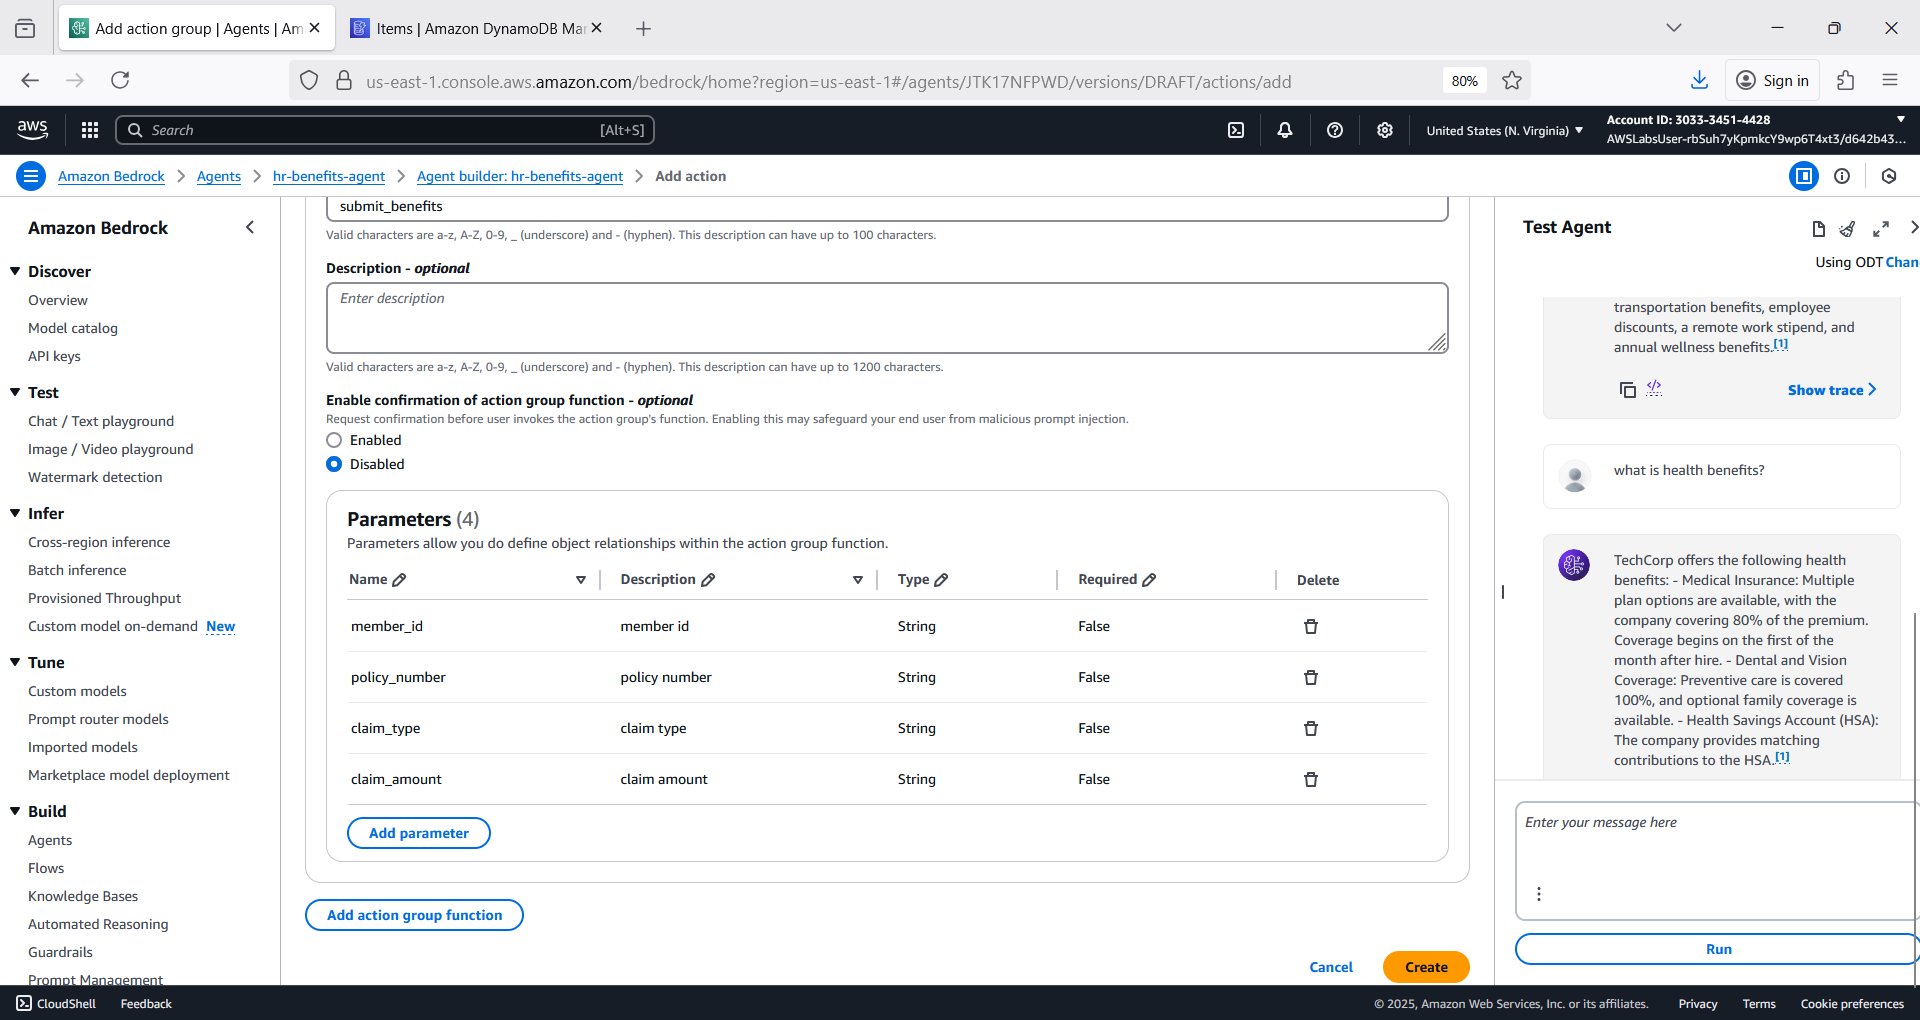 Add action group | Agents | Am
Items | Amazon DynamoDB Mar
us-east-1.console.aws.amazon.com/bedrock/home?region=us-east-1#/agents/JTK17NFPWD/versions/DRAFT/actions/add
80%
Sign in
aws
Search
[Alt+S]
United States (N. Virginia)
Account ID: 3033-3451-4428
AWSLabsUser-rbSuh7yKpmkcY9wp6T4xt3/d642b43...
Amazon Bedrock
Agents
hr-benefits-agent
Agent builder: hr-benefits-agent
Add action
Amazon Bedrock
Discover
Overview
Model catalog
API keys
Test
Chat / Text playground
Image / Video playground
Watermark detection
Infer
Cross-region inference
Batch inference
Provisioned Throughput
Custom model on-demand New
Tune
Custom models
Prompt router models
Imported models
Marketplace model deployment
Build
Agents
Flows
Knowledge Bases
Automated Reasoning
Guardrails
Prompt Management
submit_benefits
Valid characters are a-z, A-Z, 0-9, _ (underscore) and - (hyphen). This description can have up to 100 characters.
Description - optional
Enter description
Valid characters are a-z, A-Z, 0-9, _ (underscore) and - (hyphen). This description can have up to 1200 characters.
Enable confirmation of action group function - optional
Request confirmation before user invokes the action group's function. Enabling this may safeguard your end user from malicious prompt injection.
Enabled
Disabled
Parameters (4)
Parameters allow you do define object relationships within the action group function.
Name Description Type Required Delete
member_id member id String False
policy_number policy number String False
claim_type claim type String False
claim_amount claim amount String False
Add parameter
Add action group function
Cancel
Create
Test Agent
Using ODT Chan
transportation benefits, employee
discounts, a remote work stipend, and
annual wellness benefits.[1]
Show trace
what is health benefits?
TechCorp offers the following health
benefits: - Medical Insurance: Multiple
plan options are available, with the
company covering 80% of the premium.
Coverage begins on the first of the
month after hire. - Dental and Vision
Coverage: Preventive care is covered
100%, and optional family coverage is
available. - Health Savings Account (HSA):
The company provides matching
contributions to the HSA.[1]
Enter your message here
Run
CloudShell
Feedback
© 2025, Amazon Web Services, Inc. or its affiliates.
Privacy
Terms
Cookie preferences